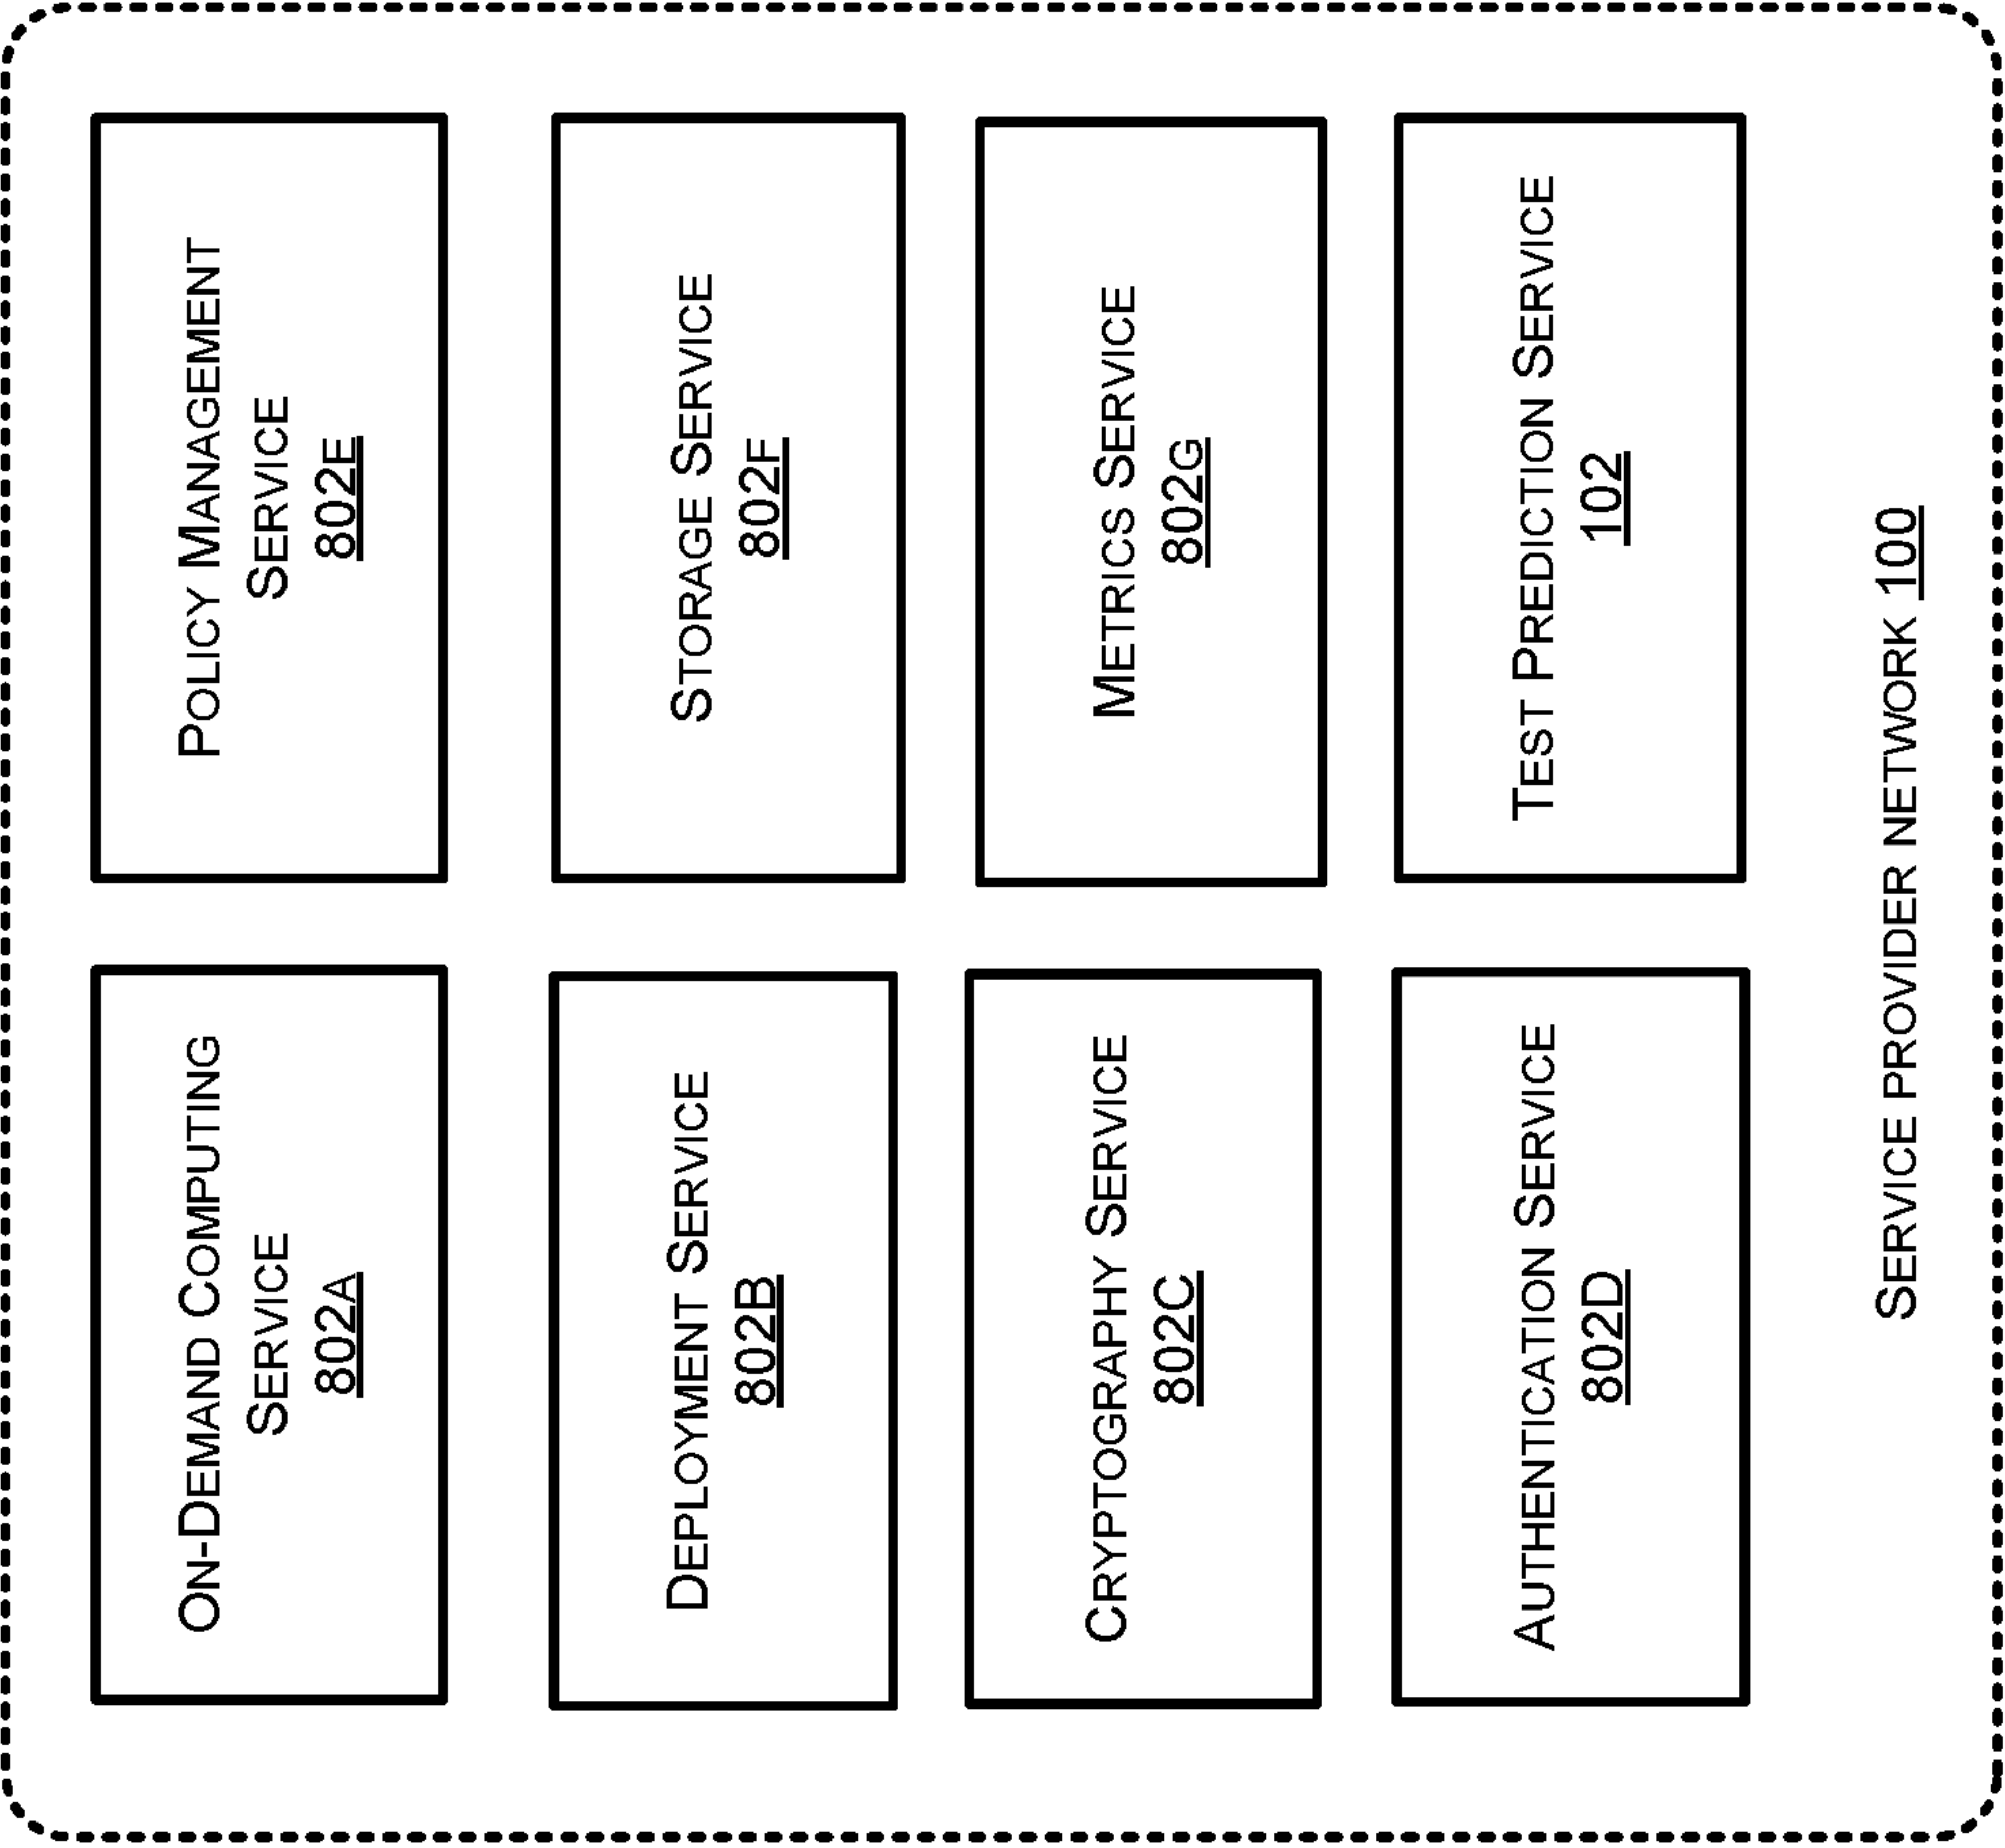 On-Demand Computing
Service
802A
Policy Management
Service
802E
Deployment Service
802B
Storage Service
802F
Cryptography Service
802C
Metrics Service
802G
Authentication Service
802D
Test Prediction Service
102
Service Provider Network 100